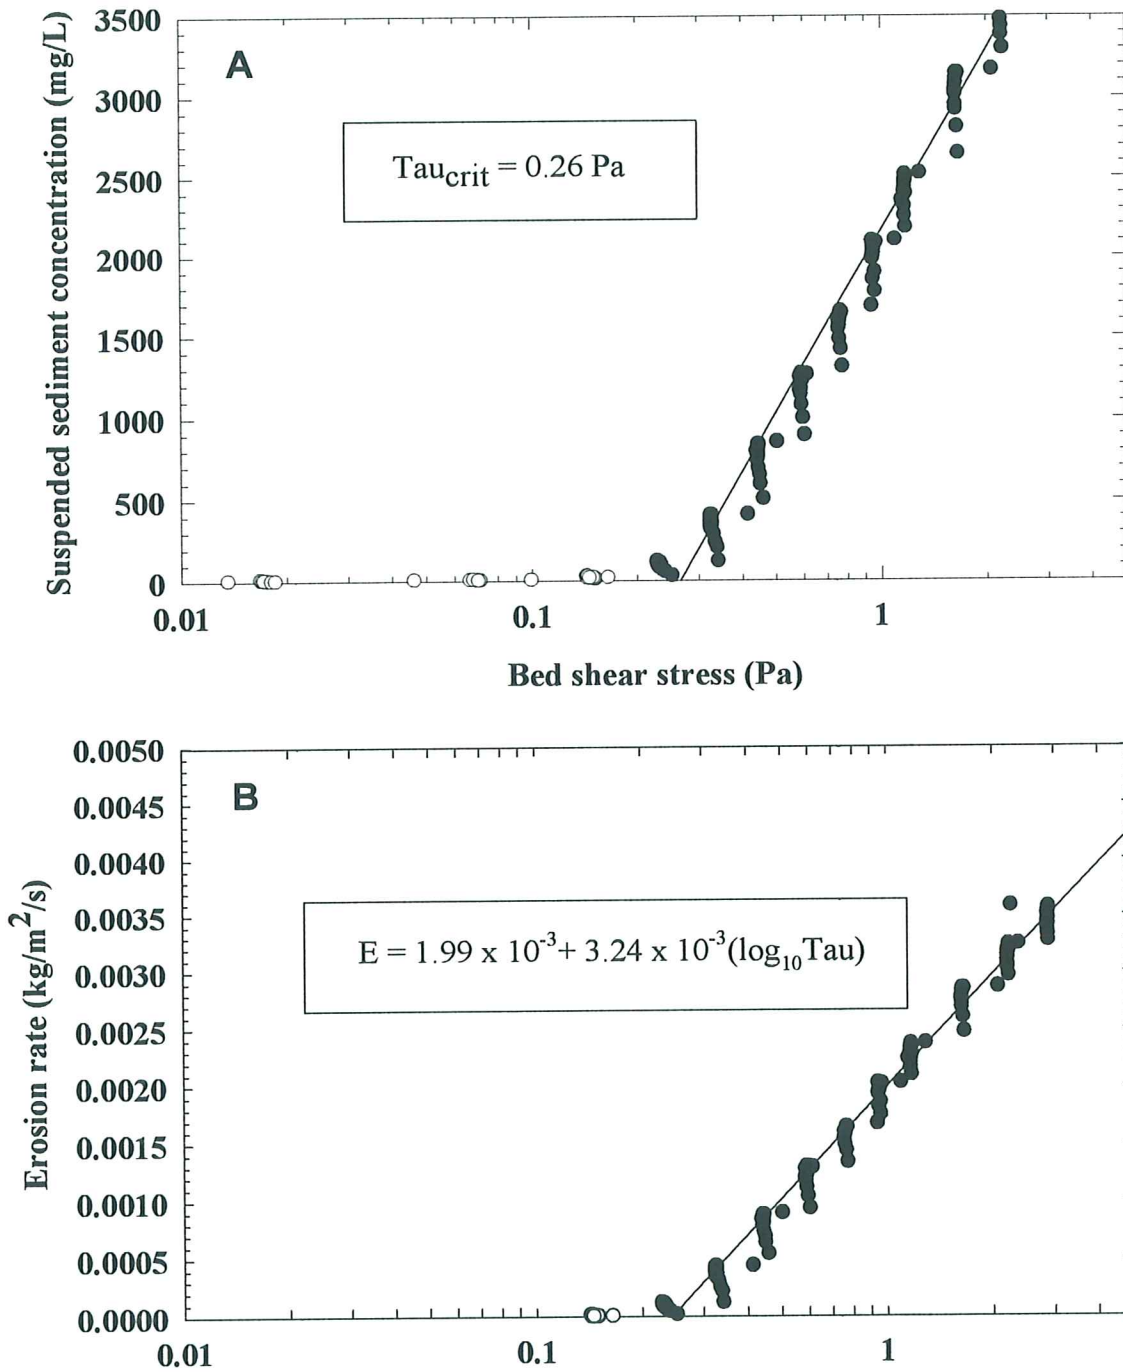 A
Tau_crit = 0.26 Pa
Suspended sediment concentration (mg/L)
3500
3000
2500
2000
1500
1000
500
0
0.01 0.1 1
Bed shear stress (Pa)
B
E = 1.99 x 10^-3 + 3.24 x 10^-3 (log_10 Tau)
Erosion rate (kg/m²/s)
0.0050
0.0045
0.0040
0.0035
0.0030
0.0025
0.0020
0.0015
0.0010
0.0005
0.0000
0.01 0.1 1